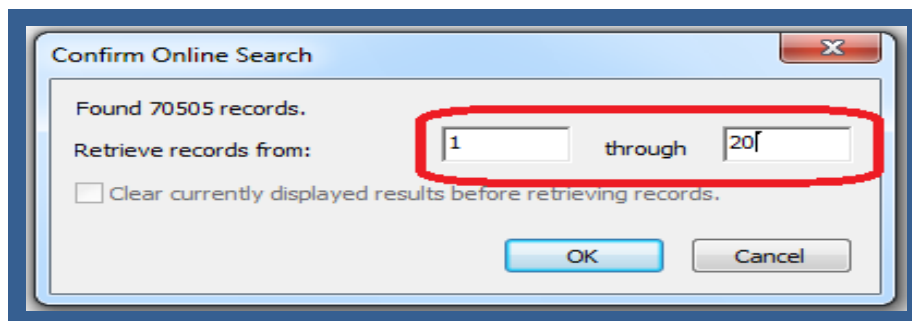 Confirm Online Search
Found 70505 records.
Retrieve records from: 1 through 20
Clear currently displayed results before retrieving records.
OK Cancel